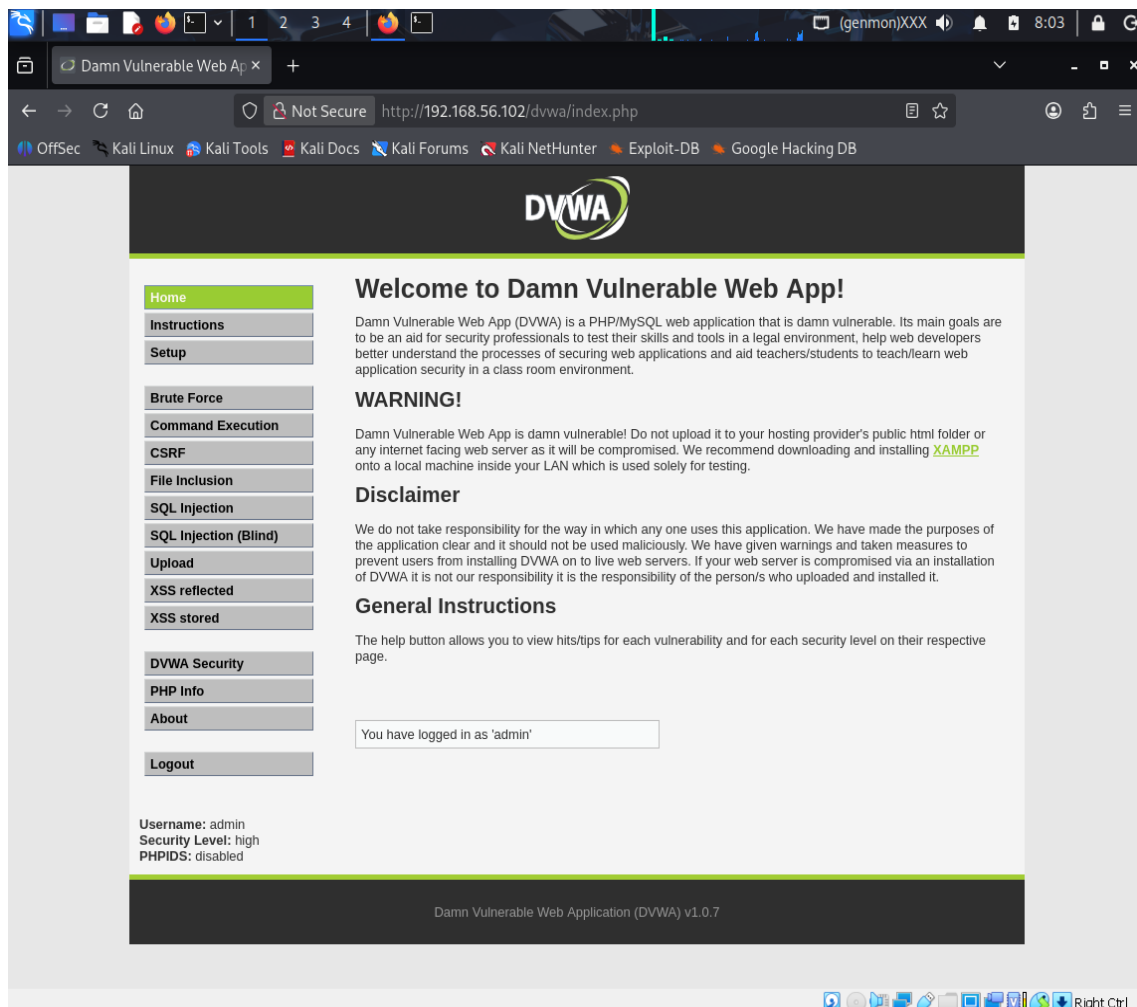 1 2 3 4 (genmon)XXX 8:03
Damn Vulnerable Web Ap
Not Secure http://192.168.56.102/dvwa/index.php
OffSec Kali Linux Kali Tools Kali Docs Kali Forums Kali NetHunter Exploit-DB Google Hacking DB
DVWA
Home
Instructions
Setup
Brute Force
Command Execution
CSRF
File Inclusion
SQL Injection
SQL Injection (Blind)
Upload
XSS reflected
XSS stored
DVWA Security
PHP Info
About
Logout
Username: admin
Security Level: high
PHPIDS: disabled
Welcome to Damn Vulnerable Web App!
Damn Vulnerable Web App (DVWA) is a PHP/MySQL web application that is damn vulnerable. Its main goals are
to be an aid for security professionals to test their skills and tools in a legal environment, help web developers
better understand the processes of securing web applications and aid teachers/students to teach/learn web
application security in a class room environment.
WARNING!
Damn Vulnerable Web App is damn vulnerable! Do not upload it to your hosting provider's public html folder or
any internet facing web server as it will be compromised. We recommend downloading and installing XAMPP
onto a local machine inside your LAN which is used solely for testing.
Disclaimer
We do not take responsibility for the way in which any one uses this application. We have made the purposes of
the application clear and it should not be used maliciously. We have given warnings and taken measures to
prevent users from installing DVWA on to live web servers. If your web server is compromised via an installation
of DVWA it is not our responsibility it is the responsibility of the person/s who uploaded and installed it.
General Instructions
The help button allows you to view hits/tips for each vulnerability and for each security level on their respective
page.
You have logged in as 'admin'
Damn Vulnerable Web Application (DVWA) v1.0.7
Right Ctrl